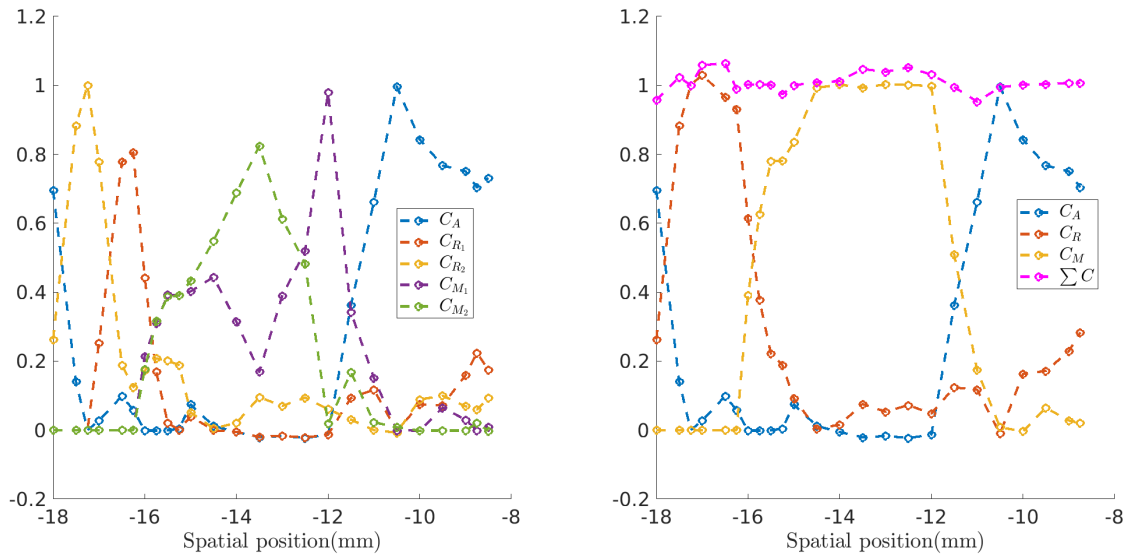 1.2
1
0.8
0.6
0.4
0.2
0
-0.2
-18
-16
-14
-12
-10
-8
Spatial position(mm)
C_A
C_{R_1}
C_{R_2}
C_{M_1}
C_{M_2}
1.2
1
0.8
0.6
0.4
0.2
0
-0.2
-18
-16
-14
-12
-10
-8
Spatial position(mm)
C_A
C_R
C_M
∑ C